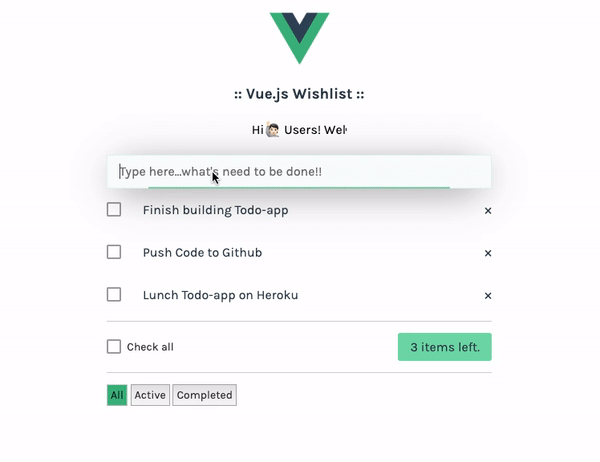 :: Vue.js Wishlist ::
Hi🙋🏻‍♂️ Users! Wel
Type here...what's need to be done!!
Finish building Todo-app ×
Push Code to Github ×
Lunch Todo-app on Heroku ×
Check all 3 items left.
All Active Completed